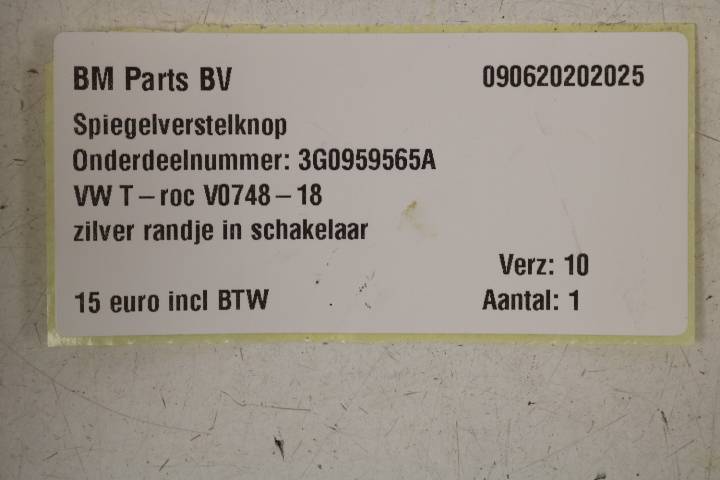 BM Parts BV 090620202025
Spiegelverstelknop
Onderdeelnummer: 3G0959565A
VW T-roc V0748-18
zilver randje in schakelaar
Verz: 10
15 euro incl BTW Aantal: 1